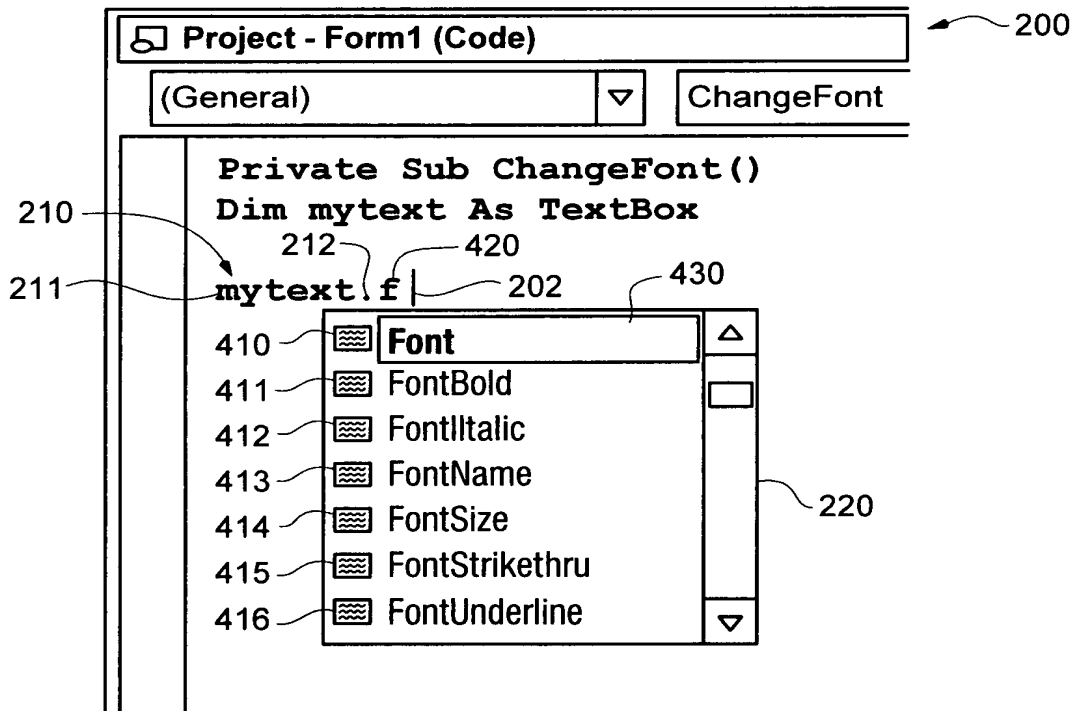 Project - Form1 (Code)
200
(General)
ChangeFont
Private Sub ChangeFont()
210
Dim mytext As TextBox
212
420
211
mytext.f
202
430
410
Font
411
FontBold
412
FontlItalic
413
FontName
414
FontSize
220
415
FontStrikethru
416
FontUnderline